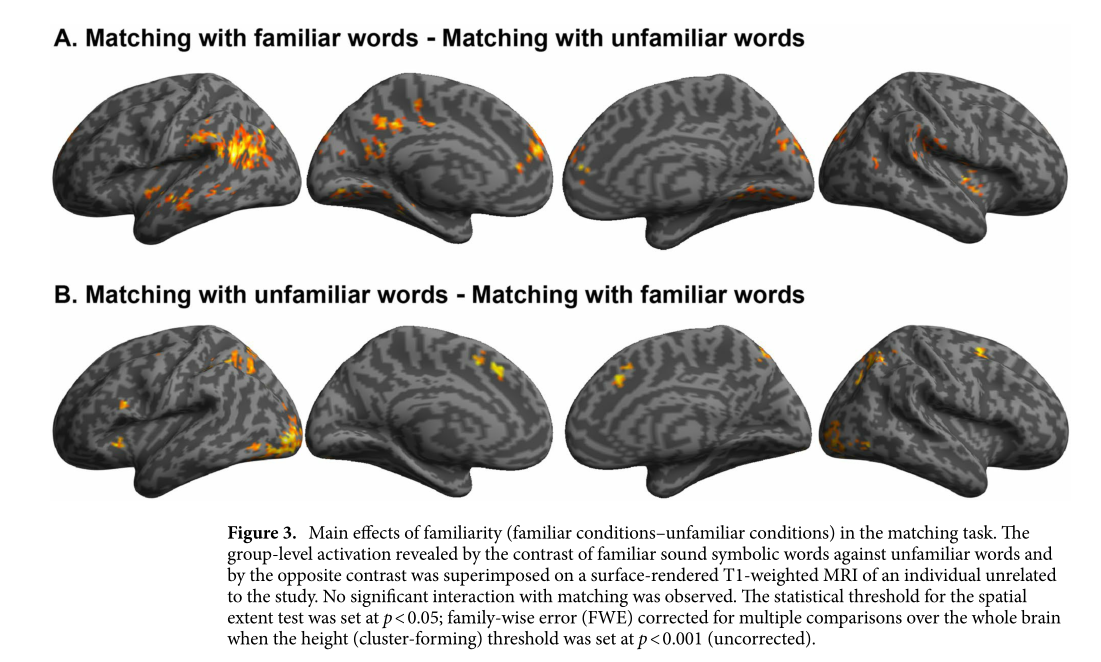 A. Matching with familiar words - Matching with unfamiliar words
B. Matching with unfamiliar words - Matching with familiar words
Figure 3. Main effects of familiarity (familiar conditions–unfamiliar conditions) in the matching task. The
group-level activation revealed by the contrast of familiar sound symbolic words against unfamiliar words and
by the opposite contrast was superimposed on a surface-rendered T1-weighted MRI of an individual unrelated
to the study. No significant interaction with matching was observed. The statistical threshold for the spatial
extent test was set at p < 0.05; family-wise error (FWE) corrected for multiple comparisons over the whole brain
when the height (cluster-forming) threshold was set at p < 0.001 (uncorrected).